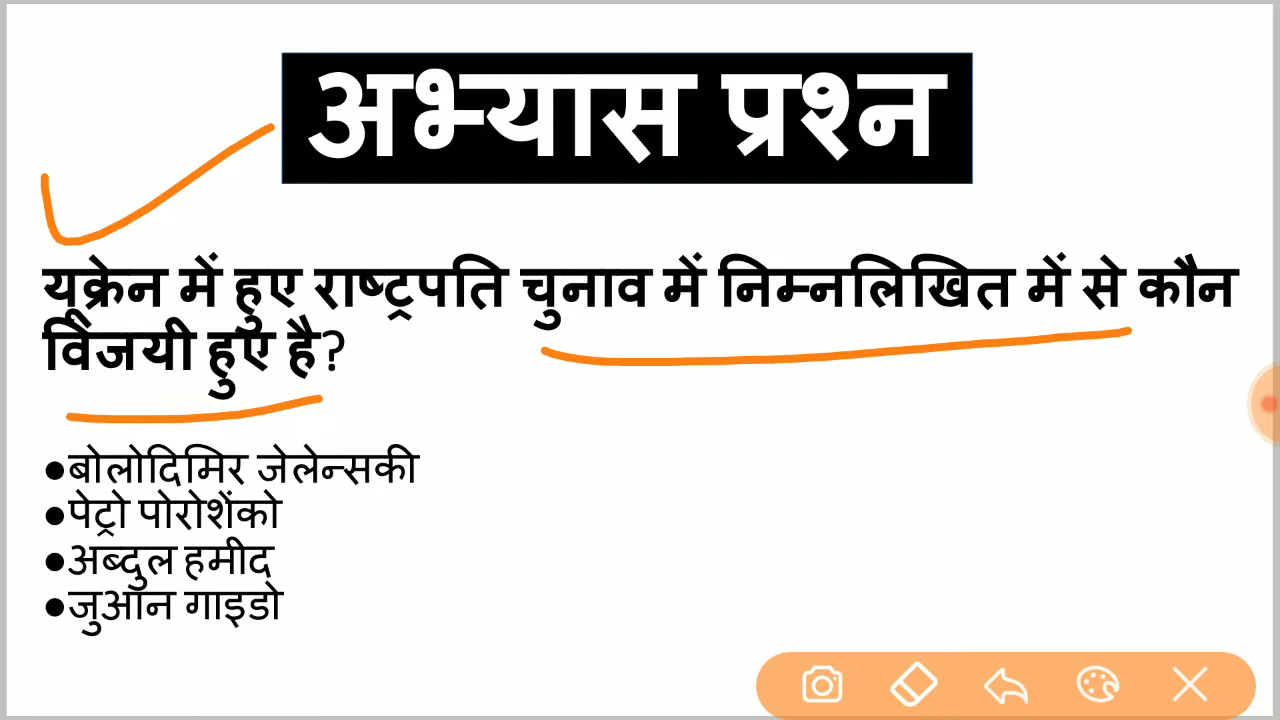 अभ्यास प्रश्न
यूक्रेन में हुए राष्ट्रपति चुनाव में निम्नलिखित में से कौन
विजयी हुए है?
●बोलोदिमिर जेलेन्सकी
●पेट्रो पोरोशेंको
●अब्दुल हमीद
●जुआन गाइडो